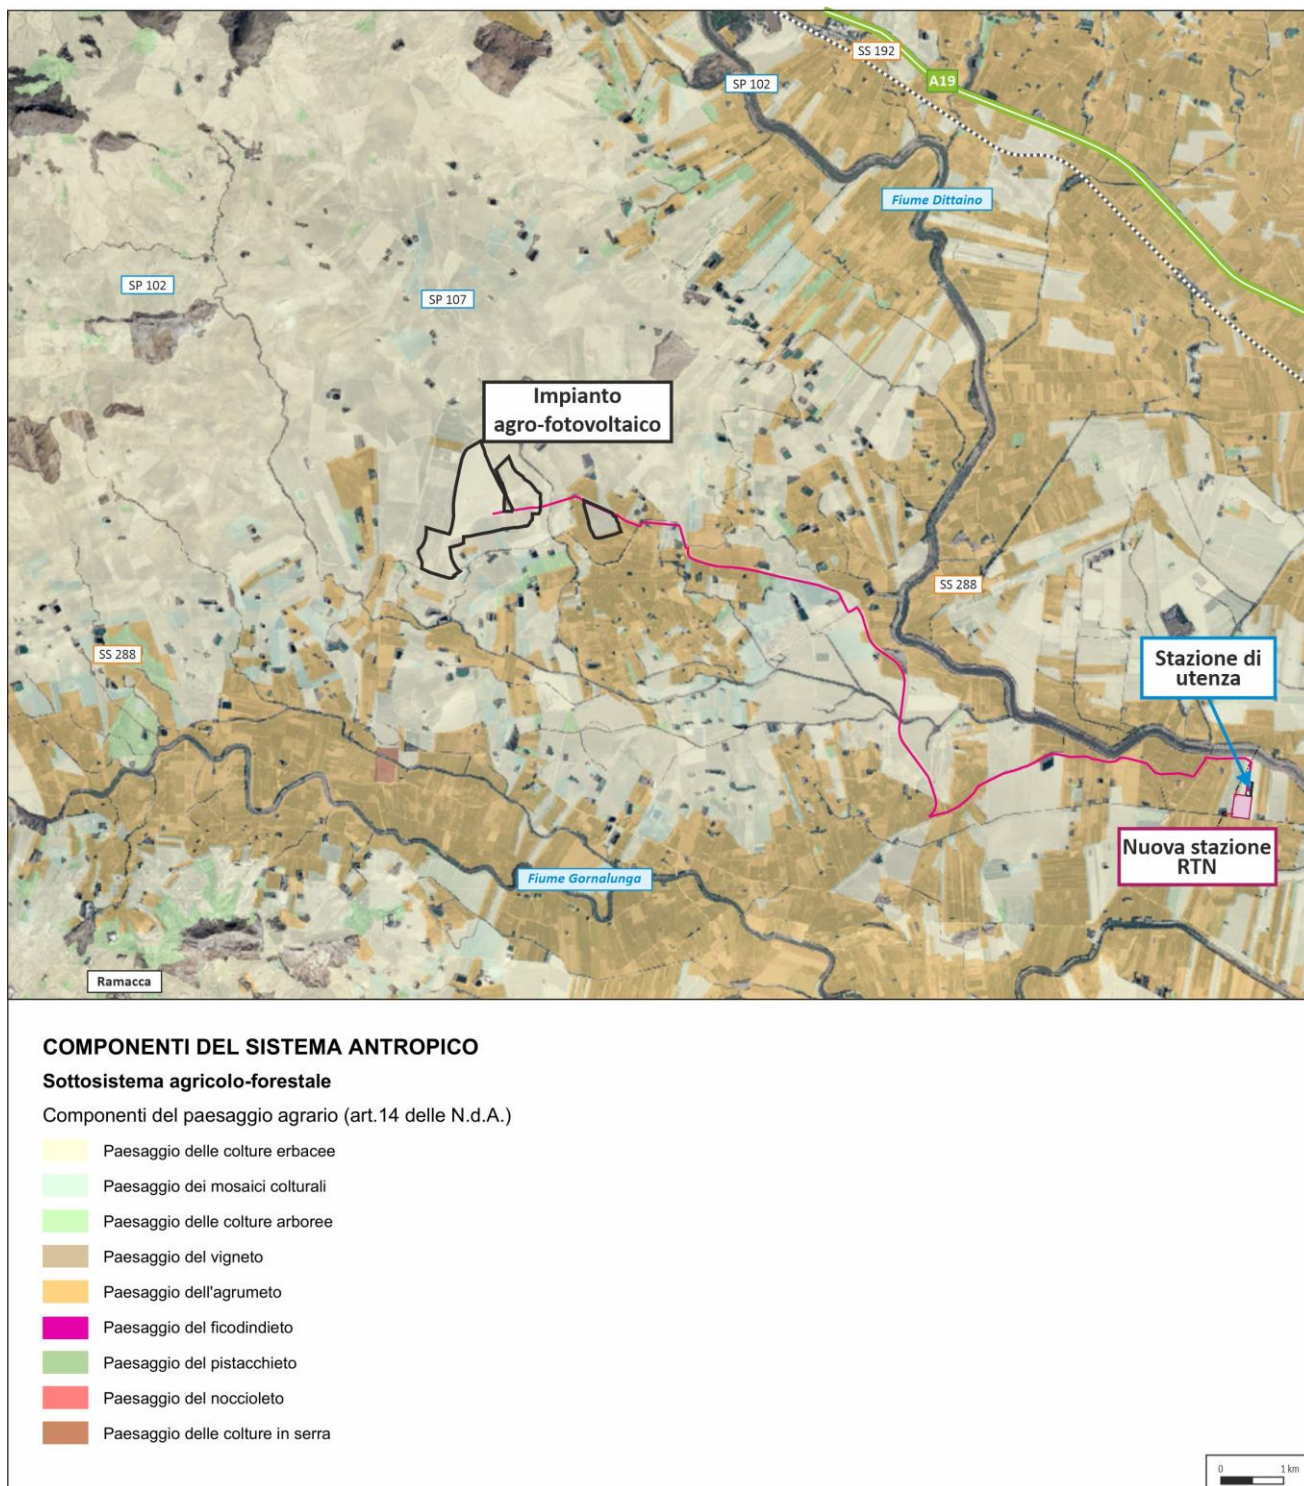 SS 192
A19
SP 102
Fiume Dittaino
SP 102
SP 107
Impianto
agro-fotovoltaico
SS 288
SS 288
Stazione di
utenza
Nuova stazione
RTN
Fiume Gornalunga
Ramacca
COMPONENTI DEL SISTEMA ANTROPICO
Sottosistema agricolo-forestale
Componenti del paesaggio agrario (art.14 delle N.d.A.)
Paesaggio delle colture erbacee
Paesaggio dei mosaici colturali
Paesaggio delle colture arboree
Paesaggio del vigneto
Paesaggio dell'agrumeto
Paesaggio del ficodindieto
Paesaggio del pistacchieto
Paesaggio del noccioleto
Paesaggio delle colture in serra
0 1 km